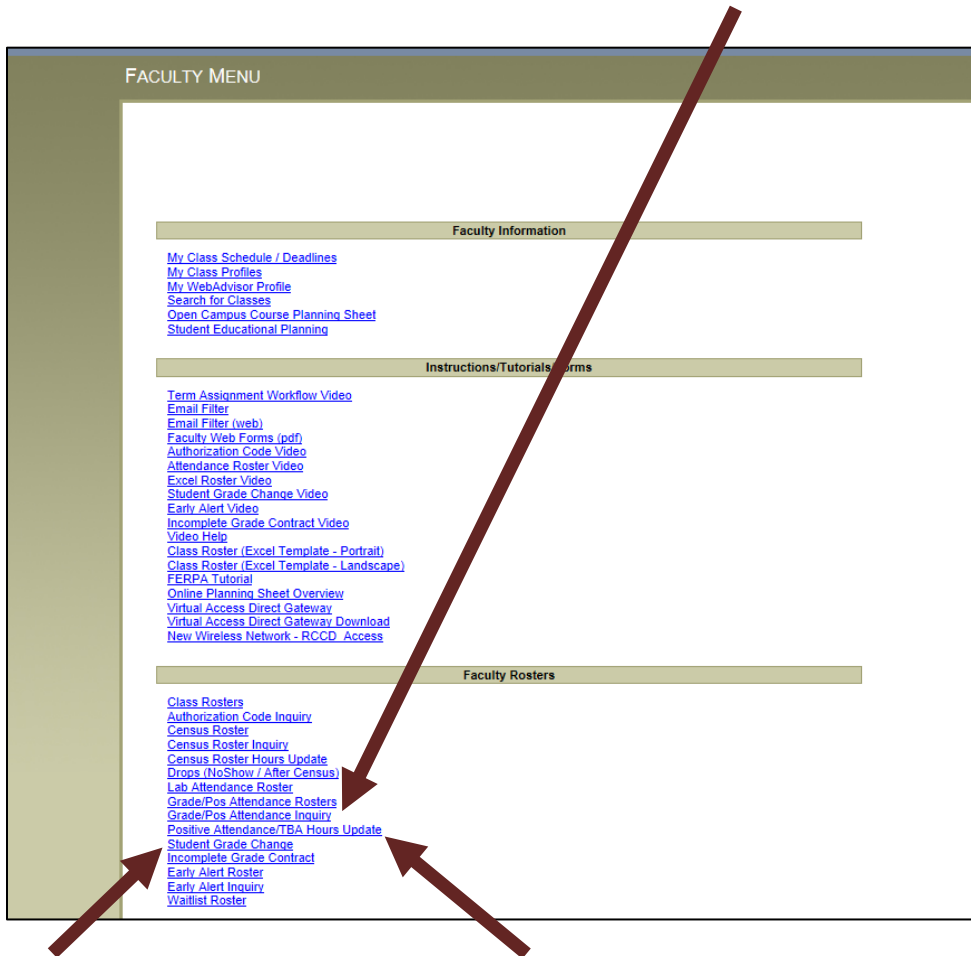 FACULTY MENU
Faculty Information
My Class Schedule / Deadlines
My Class Profiles
My WebAdvisor Profile
Search for Classes
Open Campus Course Planning Sheet
Student Educational Planning
Instructions/Tutorials orms
Term Assignment Workflow Video
Email Filter
Email Filter (web)
Faculty Web Forms (pdf)
Authorization Code Video
Attendance Roster Video
Excel Roster Video
Student Grade Change Video
Early Alert Video
Incomplete Grade Contract Video
Video Help
Class Roster (Excel Template - Portrait)
Class Roster (Excel Template - Landscape)
FERPA Tutorial
Online Planning Sheet Overview
Virtual Access Direct Gateway
Virtual Access Direct Gateway Download
New Wireless Network - RCCD_Access
Faculty Rosters
Class Rosters
Authorization Code Inquiry
Census Roster
Census Roster Inquiry
Census Roster Hours Update
Drops (NoShow / After Census)
Lab Attendance Roster
Grade/Pos Attendance Rosters
Grade/Pos Attendance Inquiry
Positive Attendance/TBA Hours Update
Student Grade Change
Incomplete Grade Contract
Early Alert Roster
Early Alert Inquiry
Waitlist Roster